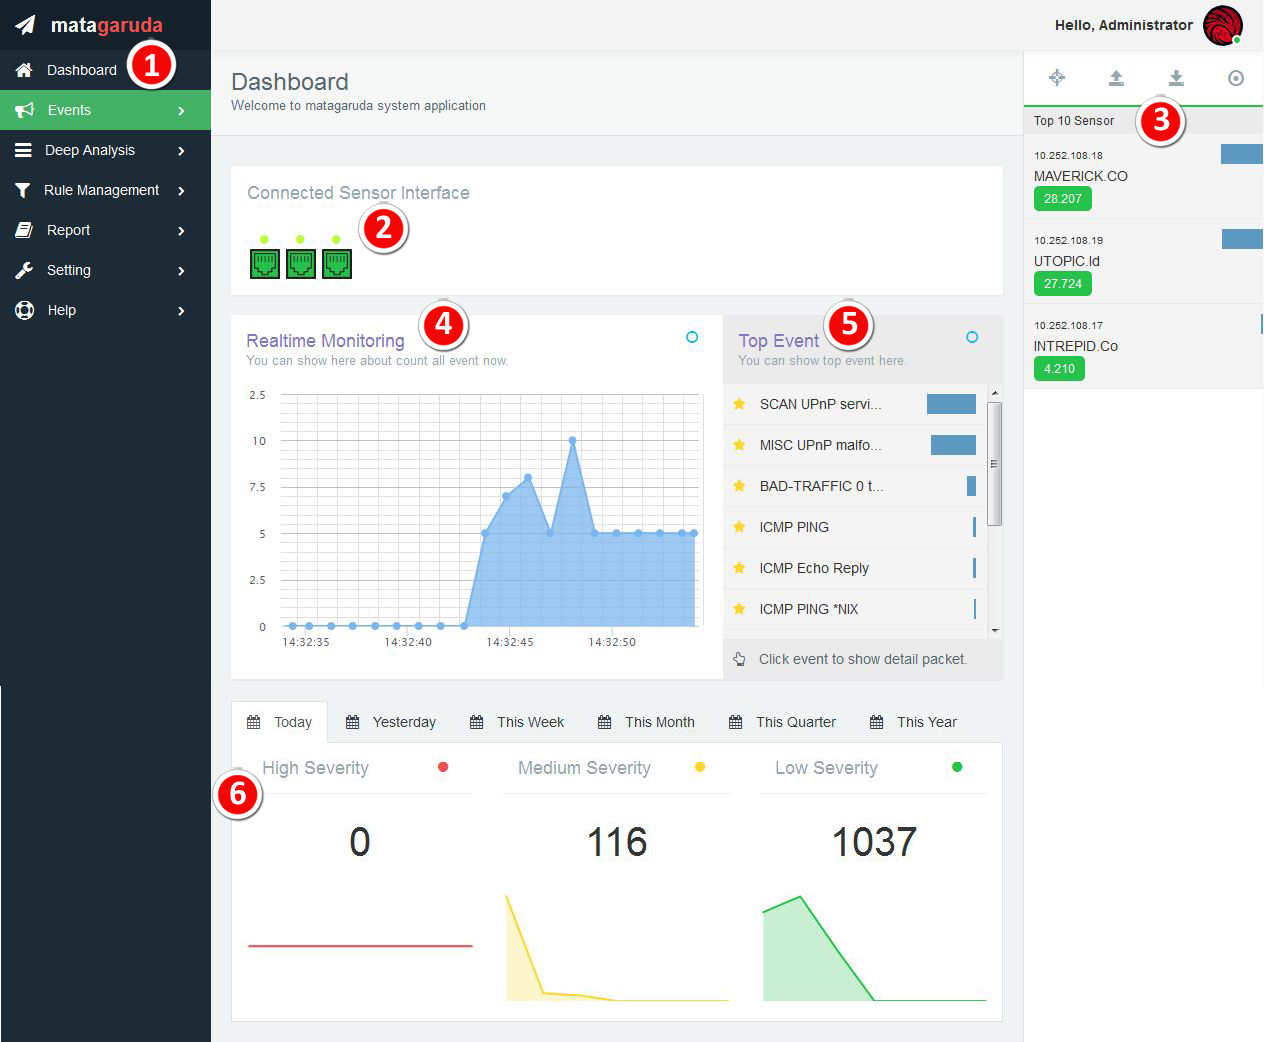 matagaruda
Hello, Administrator
Dashboard
1
Events
Deep Analysis
Rule Management
Report
Setting
Help
Dashboard
Welcome to matagaruda system application
Connected Sensor Interface
2
Realtime Monitoring
4
You can show here about count all event now.
2.5
10
7.5
5
2.5
0
14:32:35
14:32:40
14:32:45
14:32:50
Top Event
5
You can show top event here.
SCAN UPnP servi...
MISC UPnP malfo...
BAD-TRAFFIC 0 t...
ICMP PING
ICMP Echo Reply
ICMP PING *NIX
Click event to show detail packet.
Today
Yesterday
This Week
This Month
This Quarter
This Year
6
High Severity
Medium Severity
Low Severity
0
116
1037
Top 10 Sensor
3
10.252.108.18
MAVERICK.CO
28.207
10.252.108.19
UTOPIC.Id
27.724
10.252.108.17
INTREPID.Co
4.210